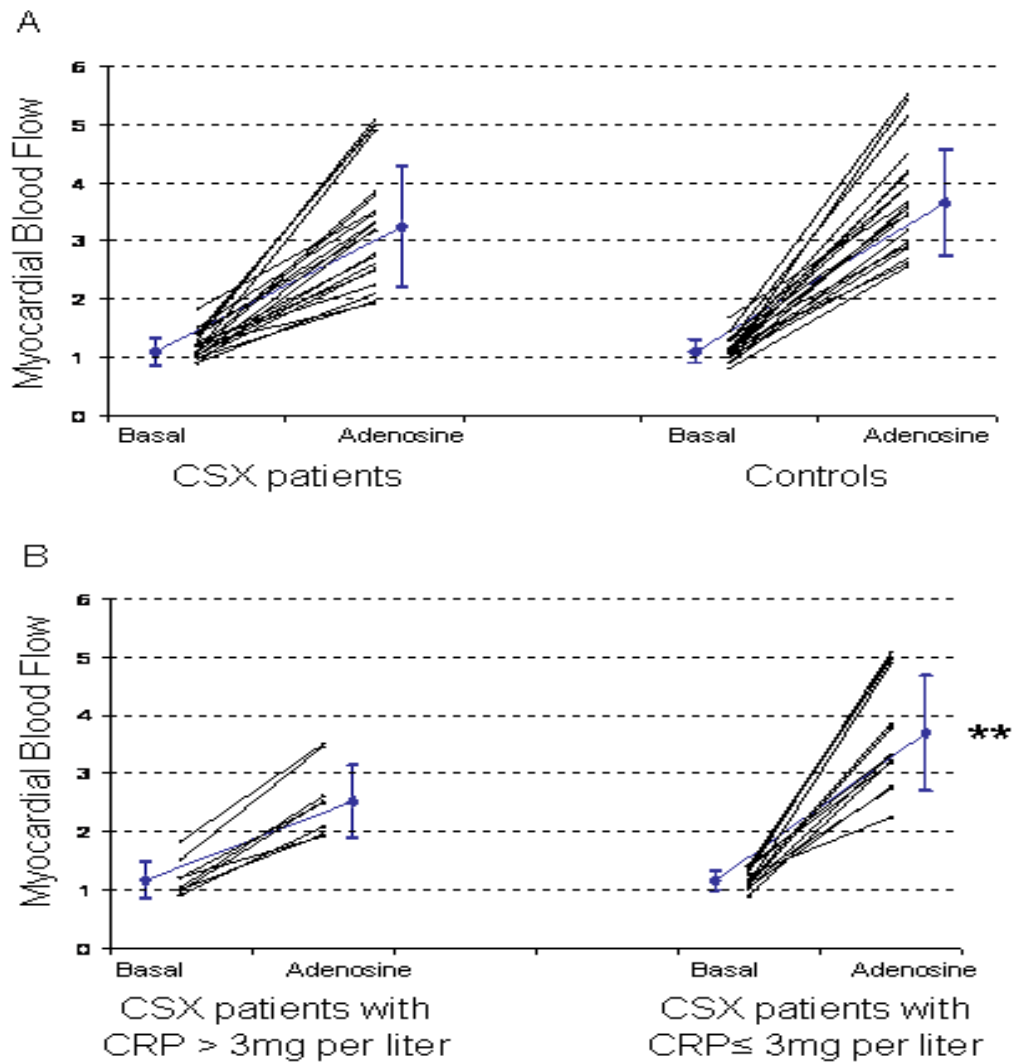 A
Myocardial Blood Flow
6
5
4
3
2
1
0
Basal Adenosine Basal Adenosine
CSX patients Controls
B
Myocardial Blood Flow
6
5
4
3
2
1
0
**
Basal Adenosine Basal Adenosine
CSX patients with CSX patients with
CRP > 3mg per liter CRP≤ 3mg per liter